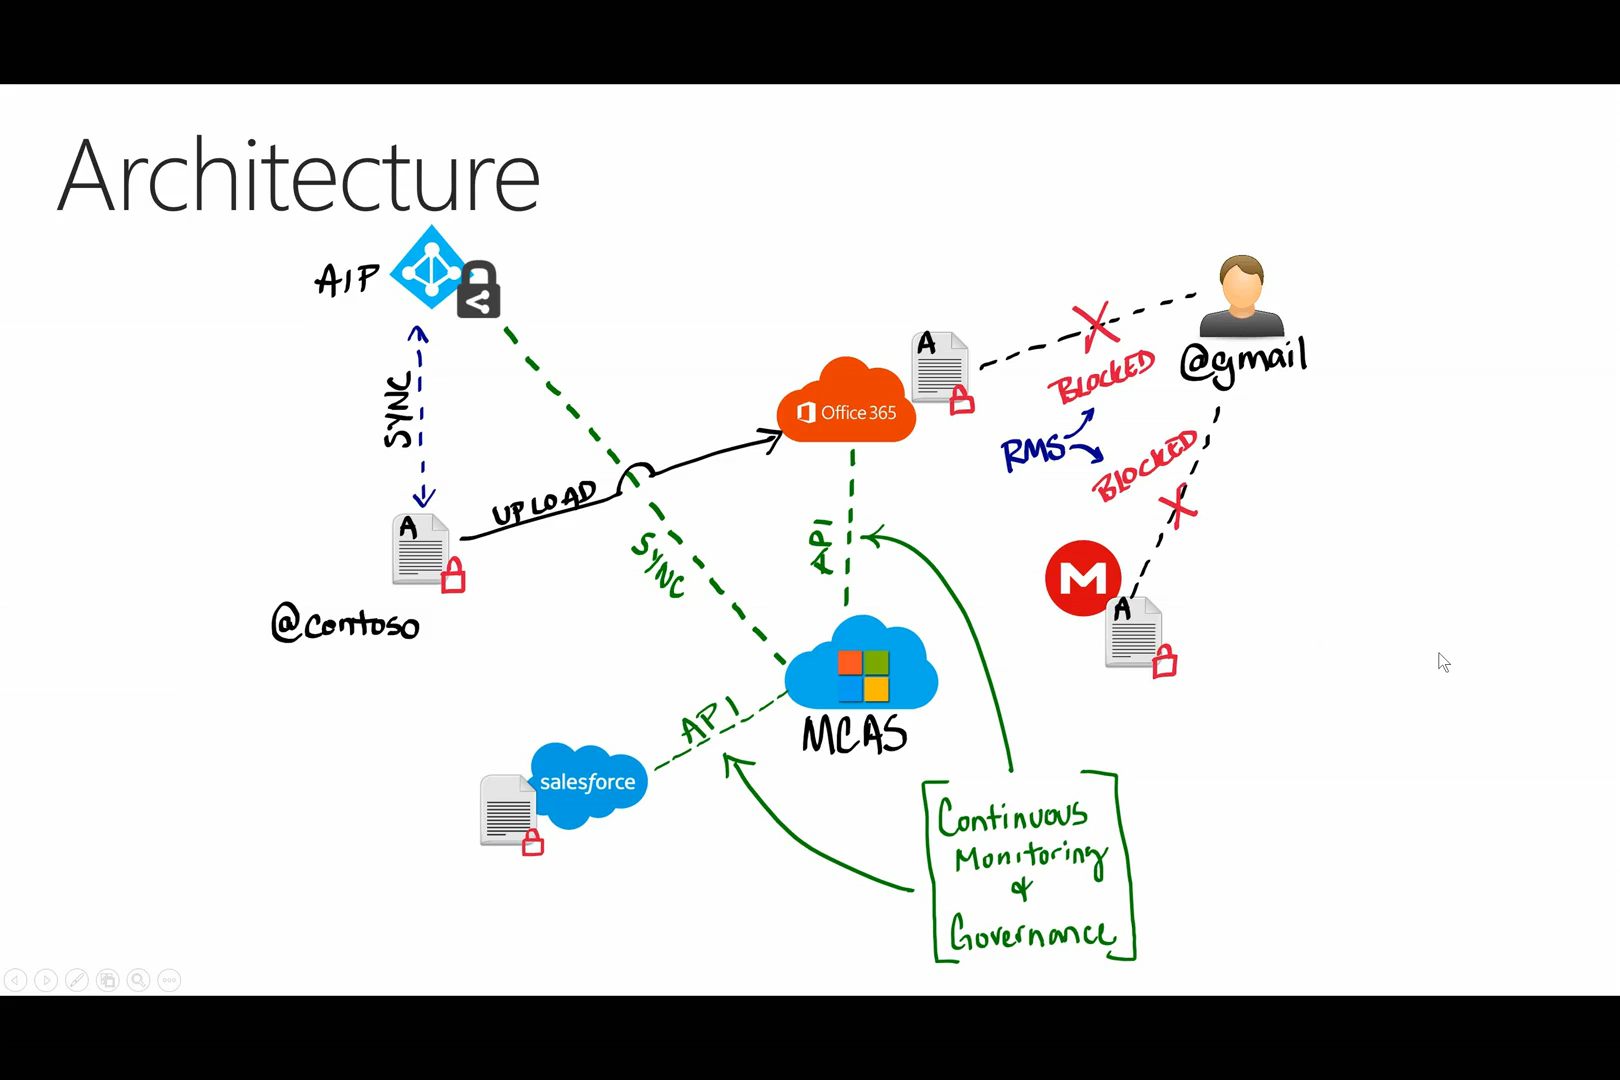 Architecture
AIP
SYNC
A
@contoso
UPLOAD
SYNC
Office 365
A
API
MCAS
API
salesforce
BLOCKED
RMS
BLOCKED
@gmail
M
A
Continuous
Monitoring
&
Governance